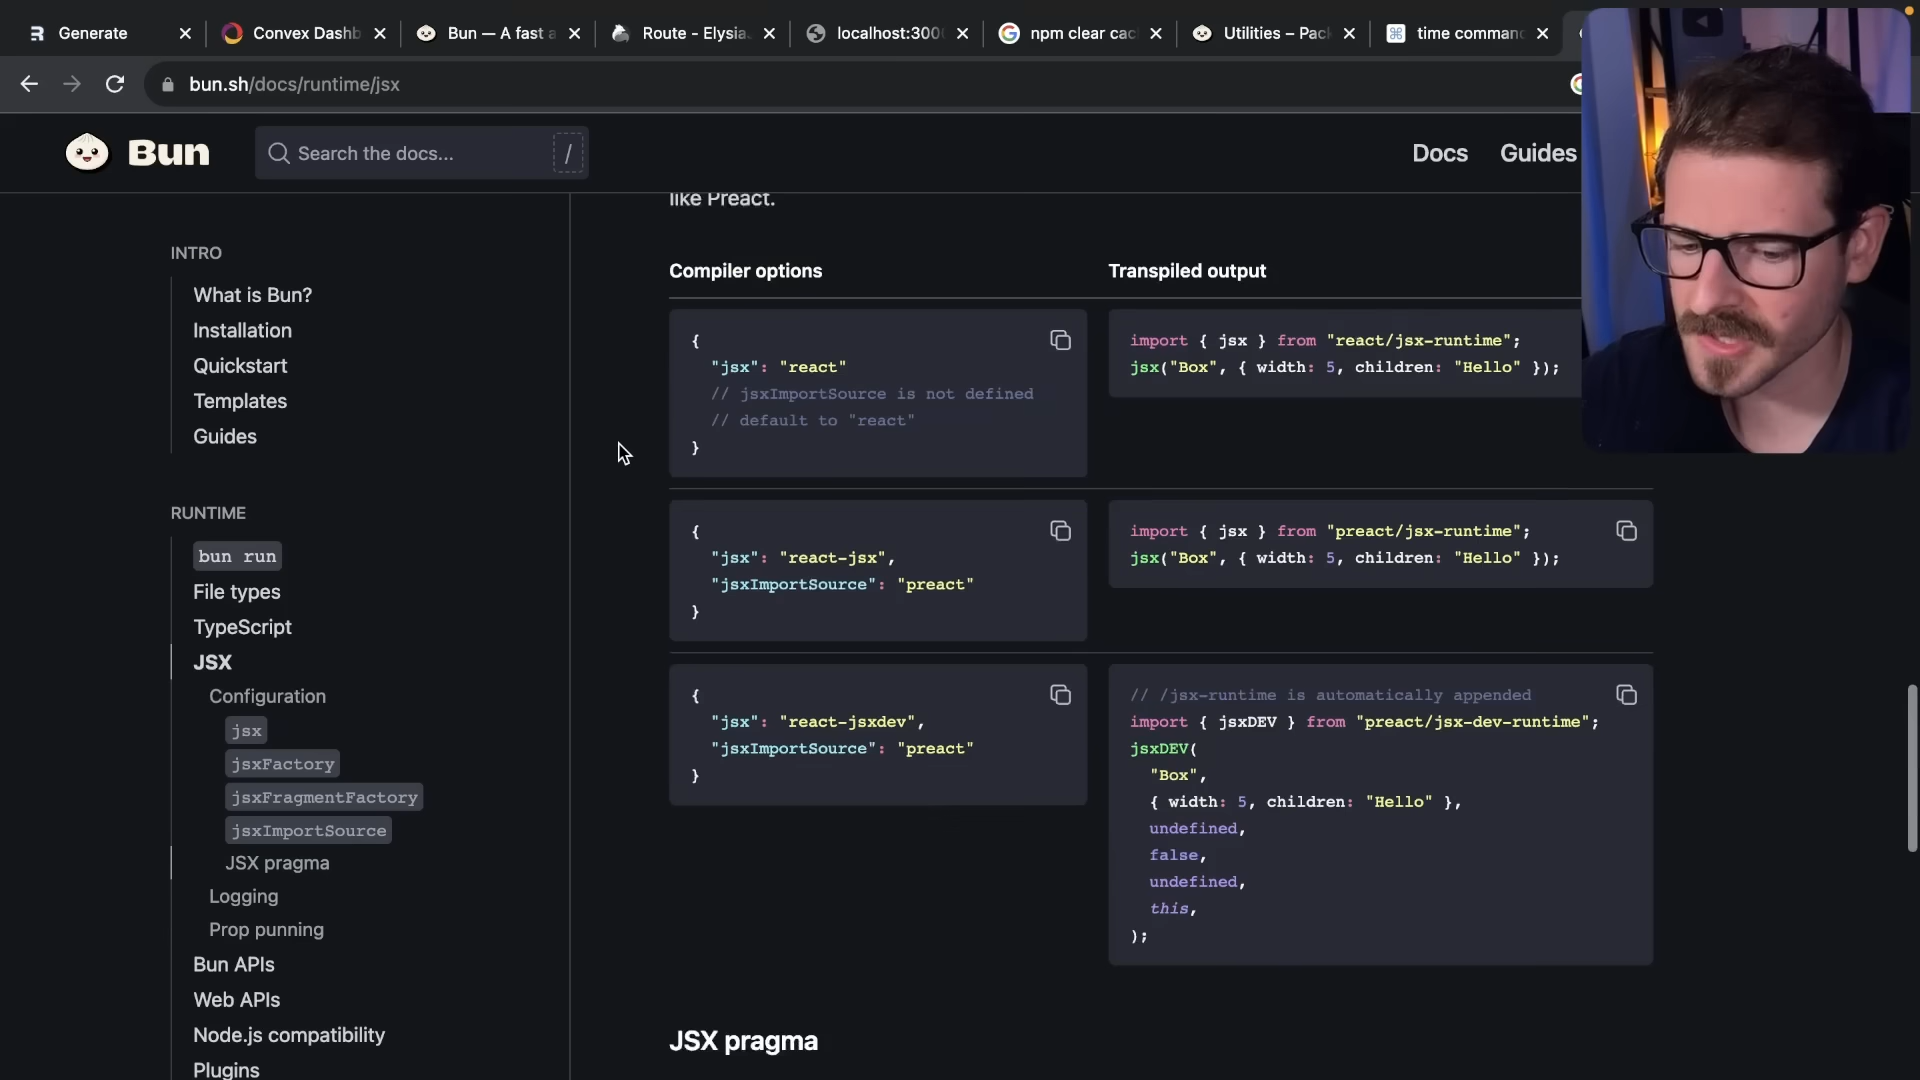 Generate
Convex Dashb
Bun — A fast a
Route - Elysia.
localhost:300
npm clear cac
Utilities – Pack
time comman
bun.sh/docs/runtime/jsx
Bun
Search the docs...
/
Docs
Guides
like Preact.
INTRO
What is Bun?
Installation
Quickstart
Templates
Guides
RUNTIME
bun run
File types
TypeScript
JSX
Configuration
jsx
jsxFactory
jsxFragmentFactory
jsxImportSource
JSX pragma
Logging
Prop punning
Bun APIs
Web APIs
Node.js compatibility
Plugins
Compiler options
Transpiled output
{
"jsx": "react"
// jsxImportSource is not defined
// default to "react"
}
import { jsx } from "react/jsx-runtime";
jsx("Box", { width: 5, children: "Hello" });
{
"jsx": "react-jsx",
"jsxImportSource": "preact"
}
import { jsx } from "preact/jsx-runtime";
jsx("Box", { width: 5, children: "Hello" });
{
"jsx": "react-jsxdev",
"jsxImportSource": "preact"
}
// /jsx-runtime is automatically appended
import { jsxDEV } from "preact/jsx-dev-runtime";
jsxDEV(
"Box",
{ width: 5, children: "Hello" },
undefined,
false,
undefined,
this,
);
JSX pragma